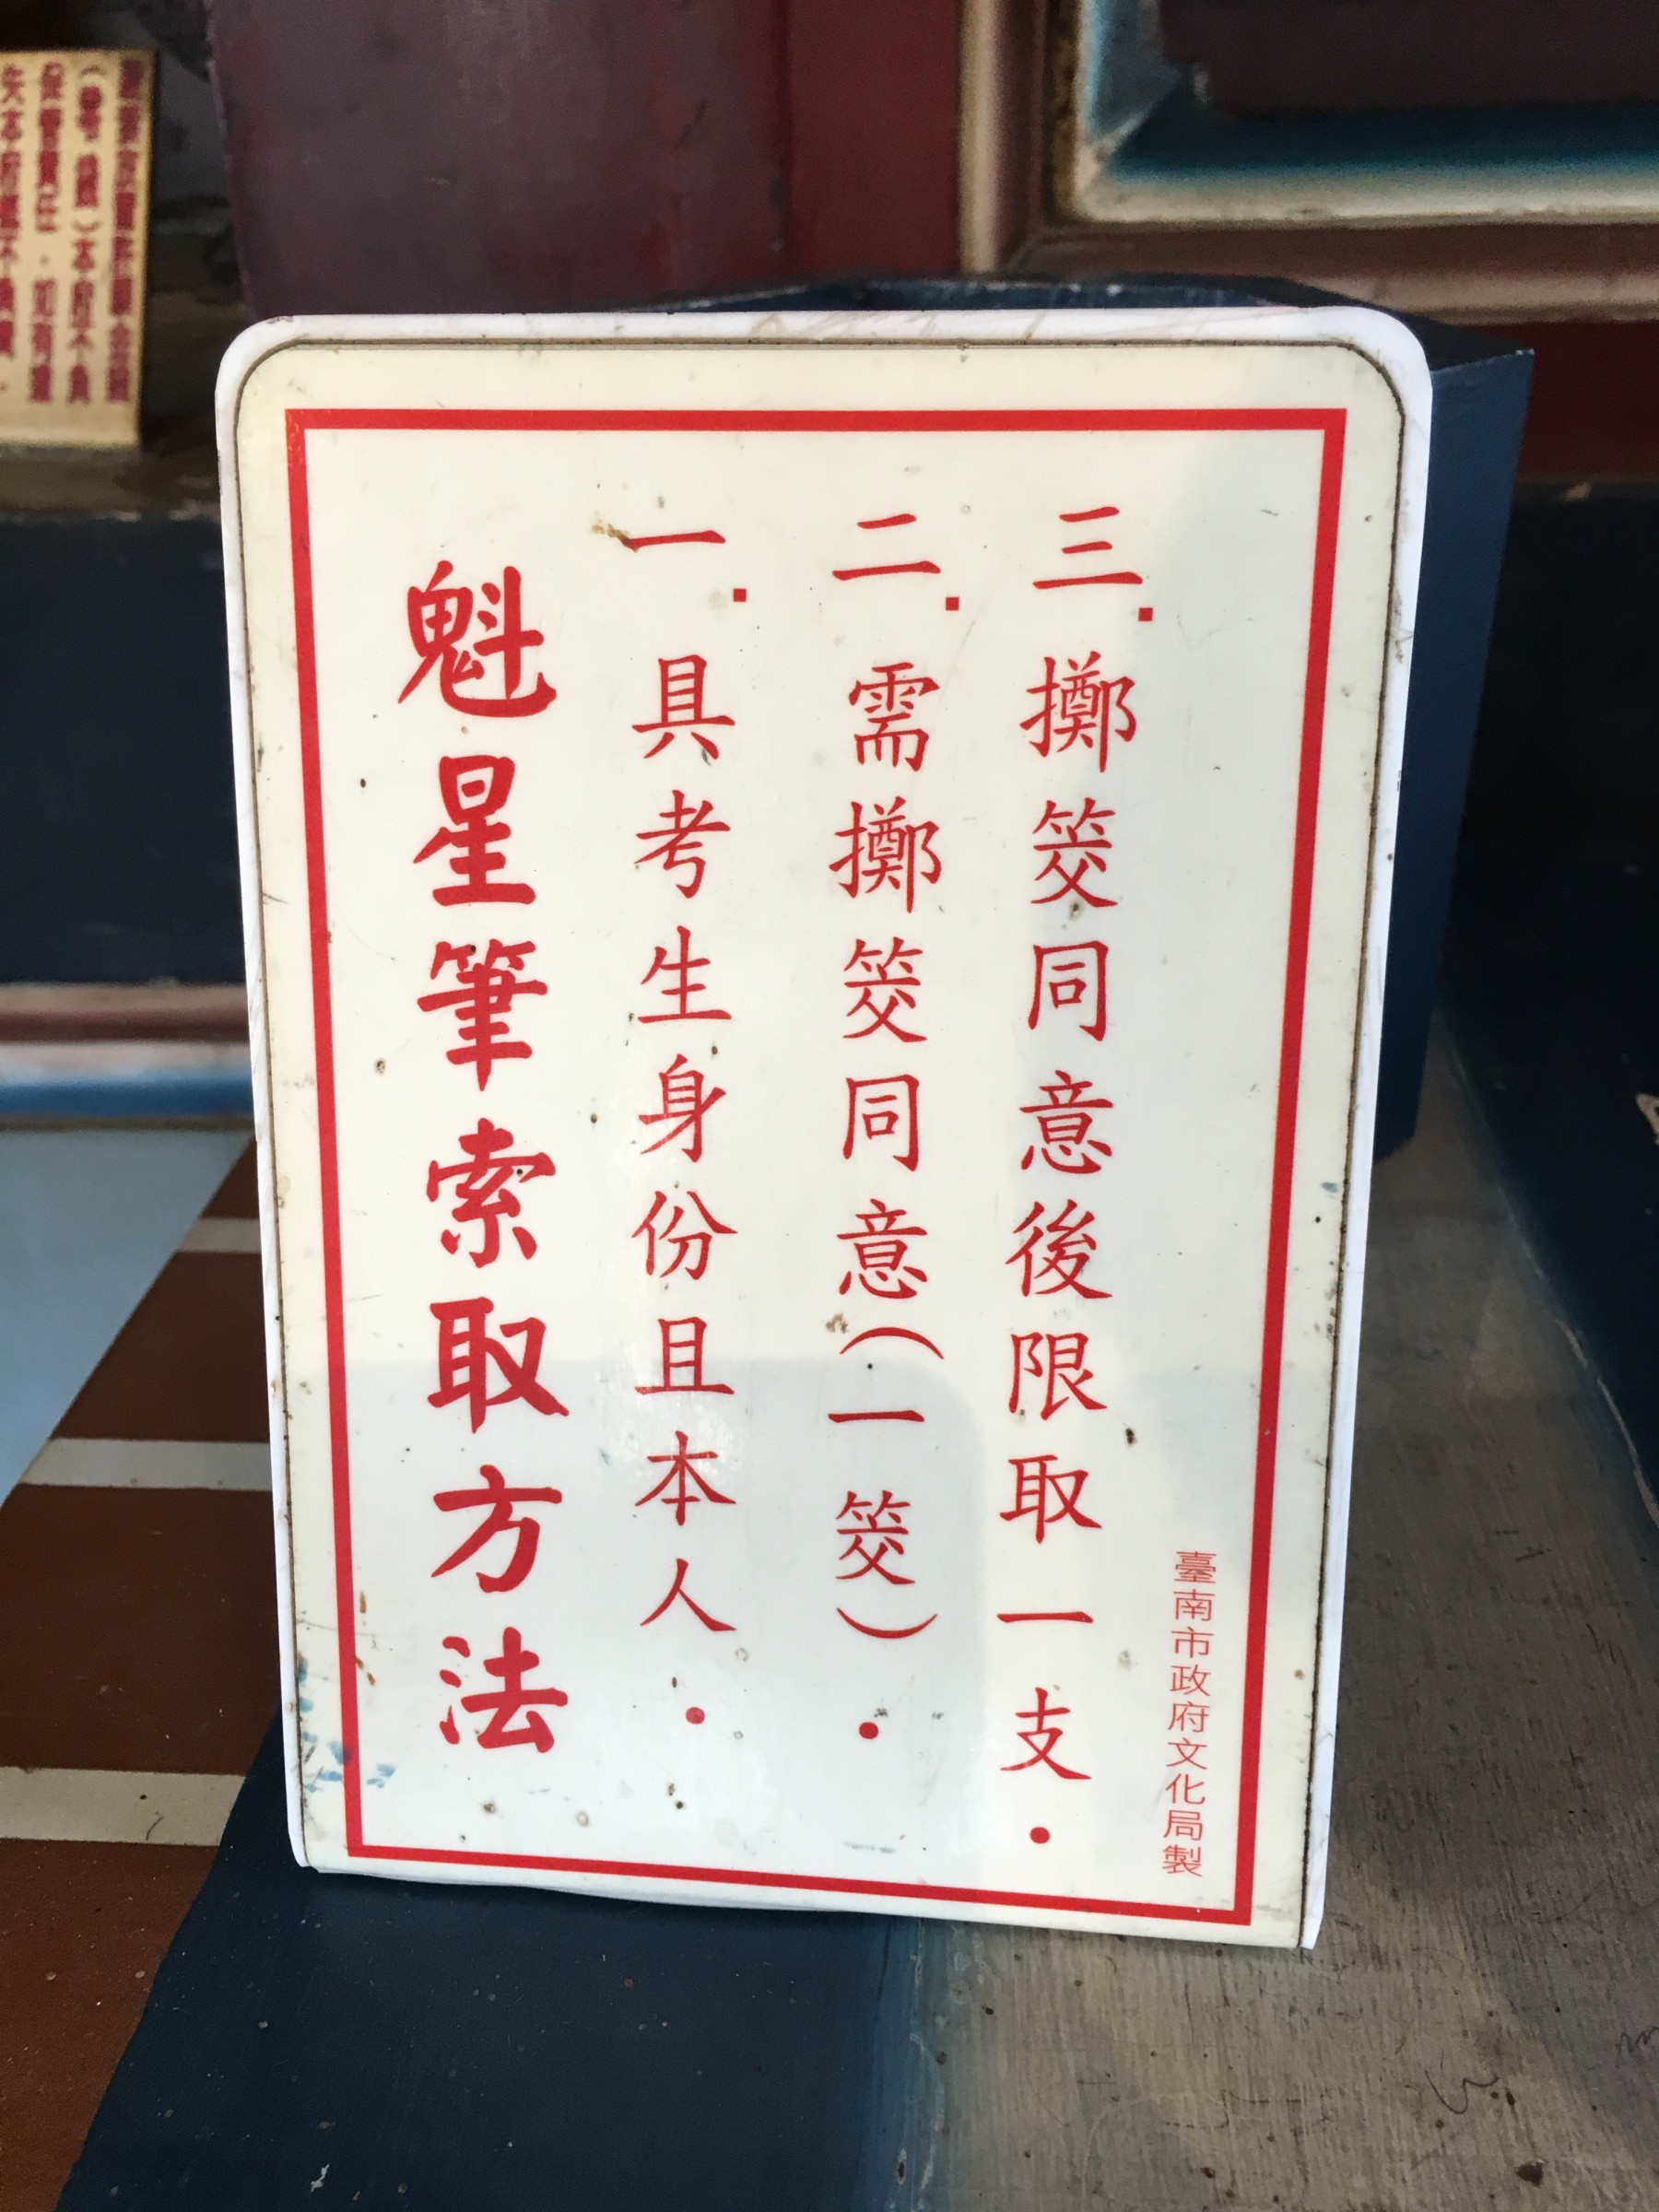 魁星筆索取方法
一.具考生身份且本人.
二.需擲筊同意(一筊).
三.擲筊同意後限取一支.
臺南市政府文化局製